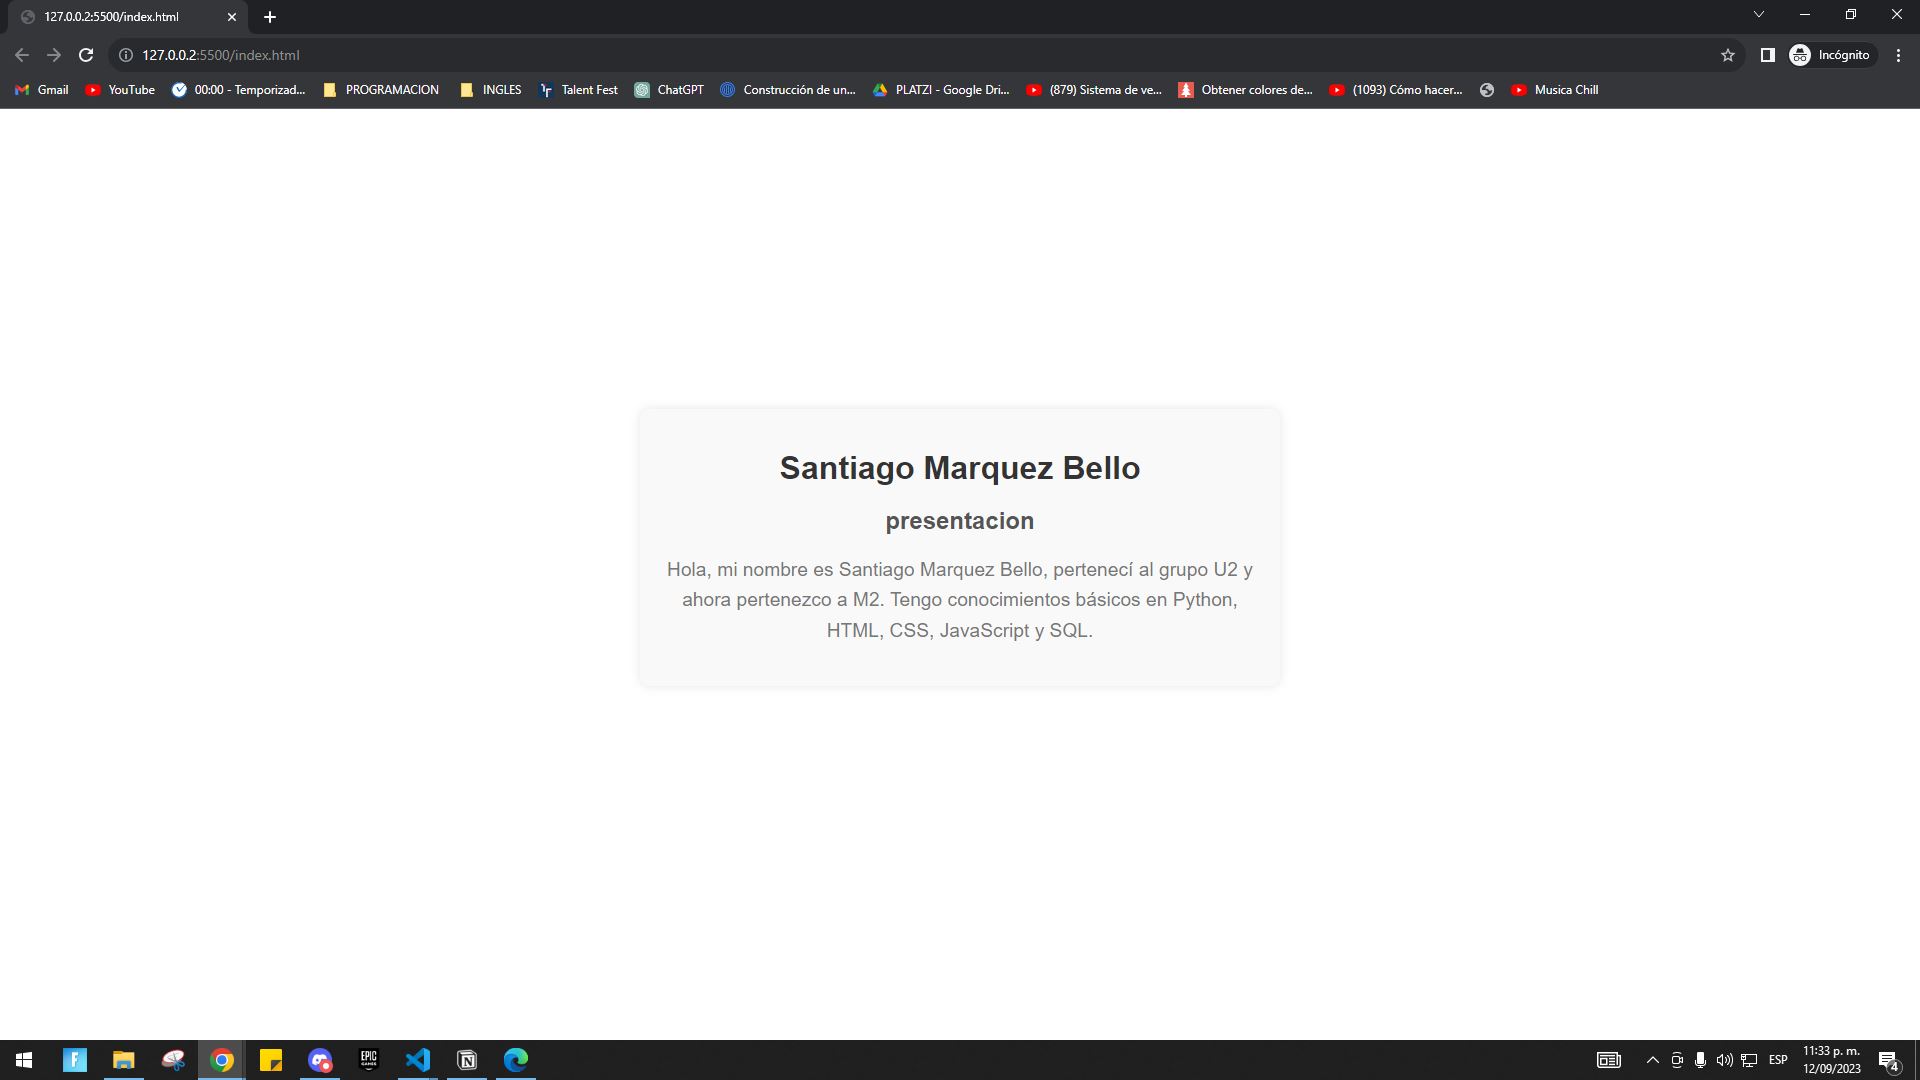 127.0.0.2:5500/index.html
127.0.0.2:5500/index.html
Incógnito
Gmail
YouTube
00:00 - Temporizad...
PROGRAMACION
INGLES
Talent Fest
ChatGPT
Construcción de un...
PLATZI - Google Dri...
(879) Sistema de ve...
Obtener colores de...
(1093) Cómo hacer...
Musica Chill
Santiago Marquez Bello
presentacion
Hola, mi nombre es Santiago Marquez Bello, pertenecí al grupo U2 y
ahora pertenezco a M2. Tengo conocimientos básicos en Python,
HTML, CSS, JavaScript y SQL.
EPIC
GAMES
ESP
11:33 p. m.
12/09/2023
4